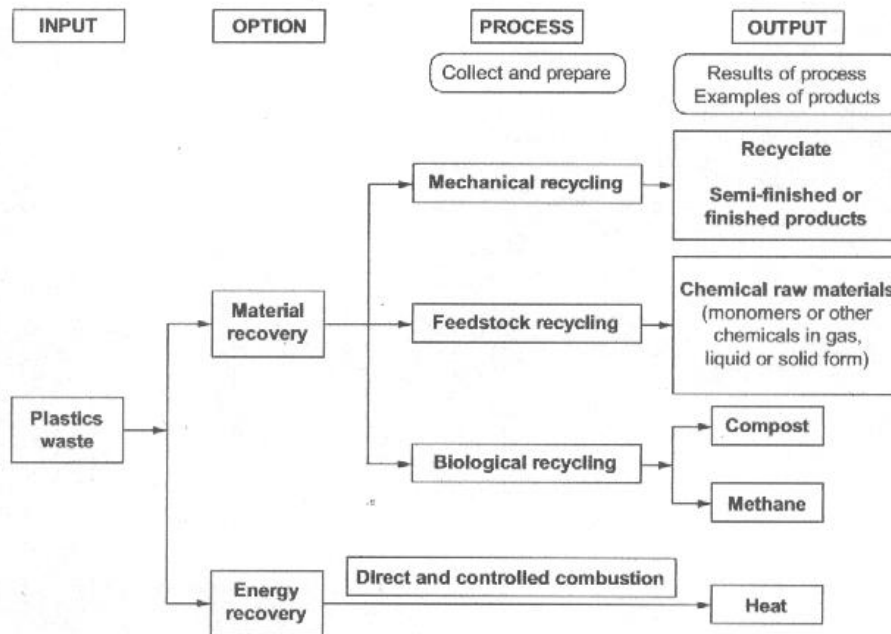 INPUT
OPTION
PROCESS
OUTPUT
Collect and prepare
Results of process
Examples of products
Mechanical recycling
Recyclate
Semi-finished or
finished products
Material
recovery
Feedstock recycling
Chemical raw materials
(monomers or other
chemicals in gas,
liquid or solid form)
Plastics
waste
Biological recycling
Compost
Methane
Energy
recovery
Direct and controlled combustion
Heat